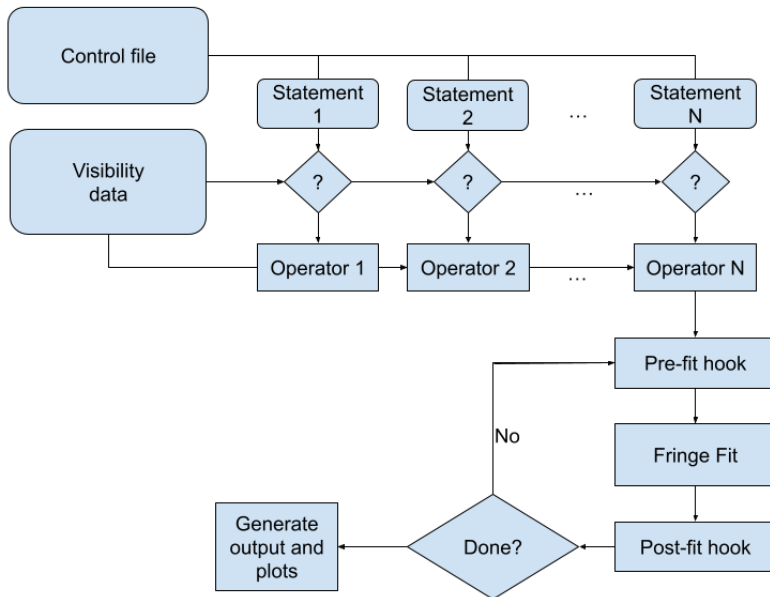 Control file
Statement
1
Statement
2
...
Statement
N
Visibility
data
?
?
...
?
Operator 1
Operator 2
...
Operator N
Pre-fit hook
No
Fringe Fit
Generate
output and
plots
Done?
Post-fit hook